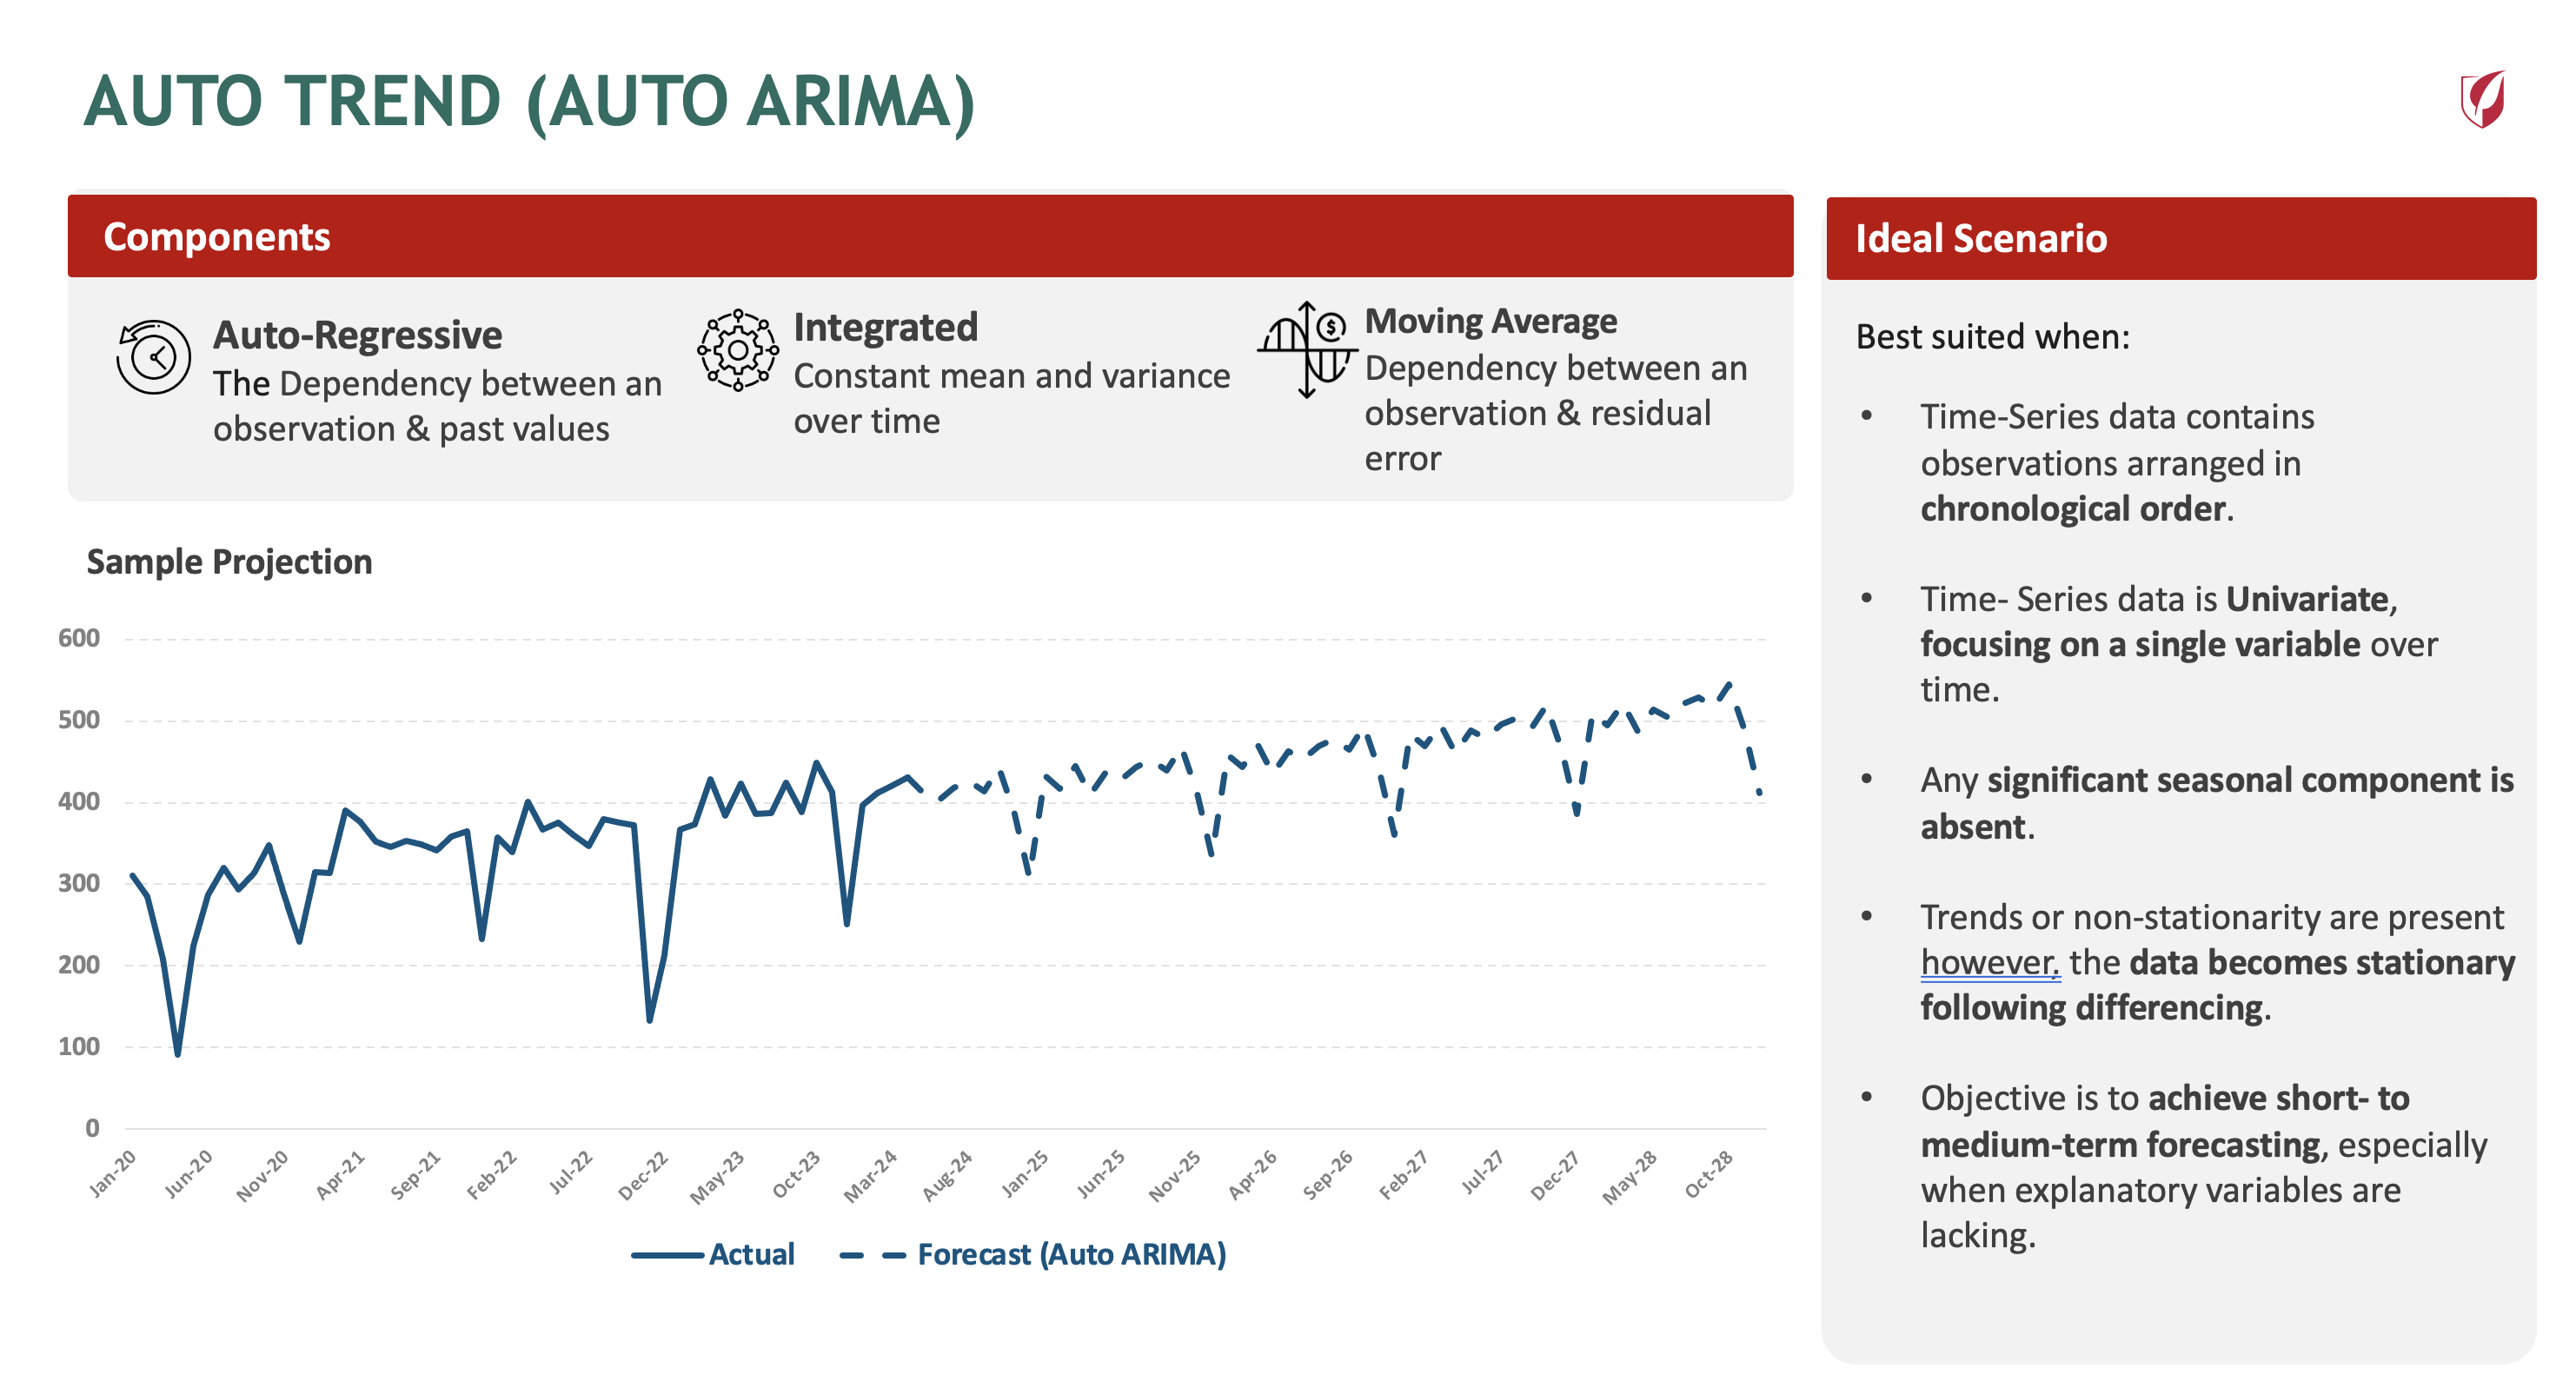 AUTO TREND (AUTO ARIMA)
Components
Auto-Regressive
The Dependency between an
observation & past values
Integrated
Constant mean and variance
over time
Moving Average
Dependency between an
observation & residual
error
$
Sample Projection
600
500
400
300
200
100
0
Jan-20
Jun-20
Nov-20
Apr-21
Sep-21
Feb-22
Jul-22
Dec-22
May-23
Oct-23
Mar-24
Aug-24
Jan-25
Jun-25
Nov-25
Apr-26
Sep-26
Feb-27
Jul-27
Dec-27
May-28
Oct-28
Actual
Forecast (Auto ARIMA)
Ideal Scenario
Best suited when:
• Time-Series data contains
observations arranged in
chronological order.
• Time- Series data is Univariate,
focusing on a single variable over
time.
• Any significant seasonal component is
absent.
• Trends or non-stationarity are present
however, the data becomes stationary
following differencing.
• Objective is to achieve short- to
medium-term forecasting, especially
when explanatory variables are
lacking.